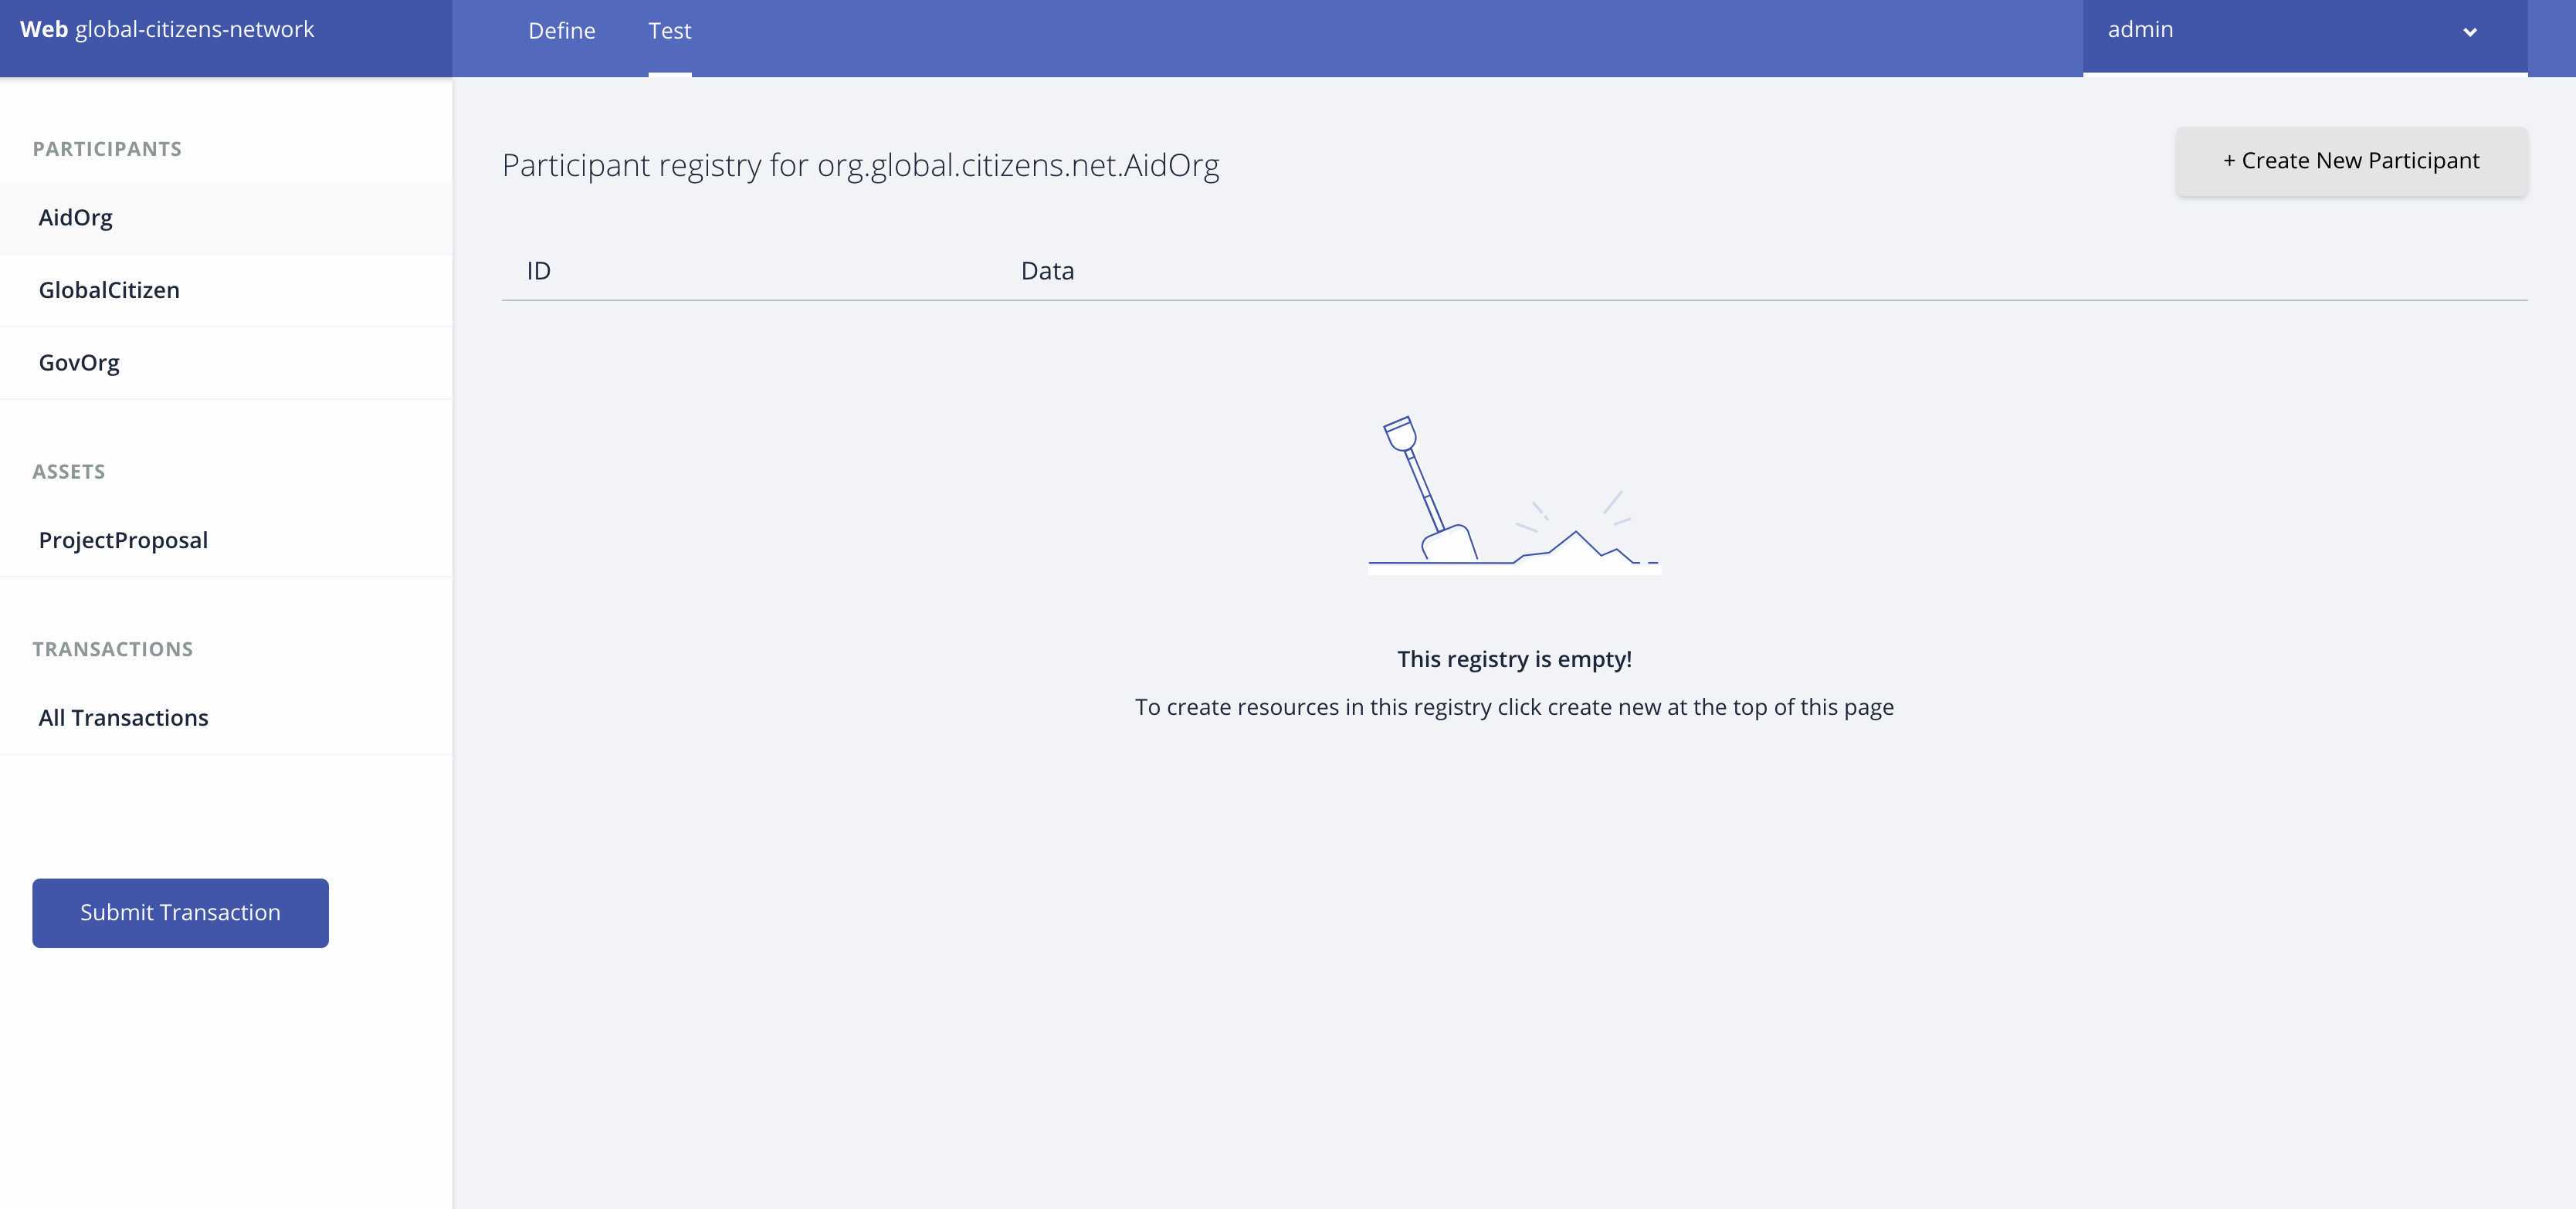 Web global-citizens-network
Define
Test
admin
PARTICIPANTS
AidOrg
GlobalCitizen
GovOrg
ASSETS
ProjectProposal
TRANSACTIONS
All Transactions
Submit Transaction
Participant registry for org.global.citizens.net.AidOrg
+ Create New Participant
ID
Data
This registry is empty!
To create resources in this registry click create new at the top of this page